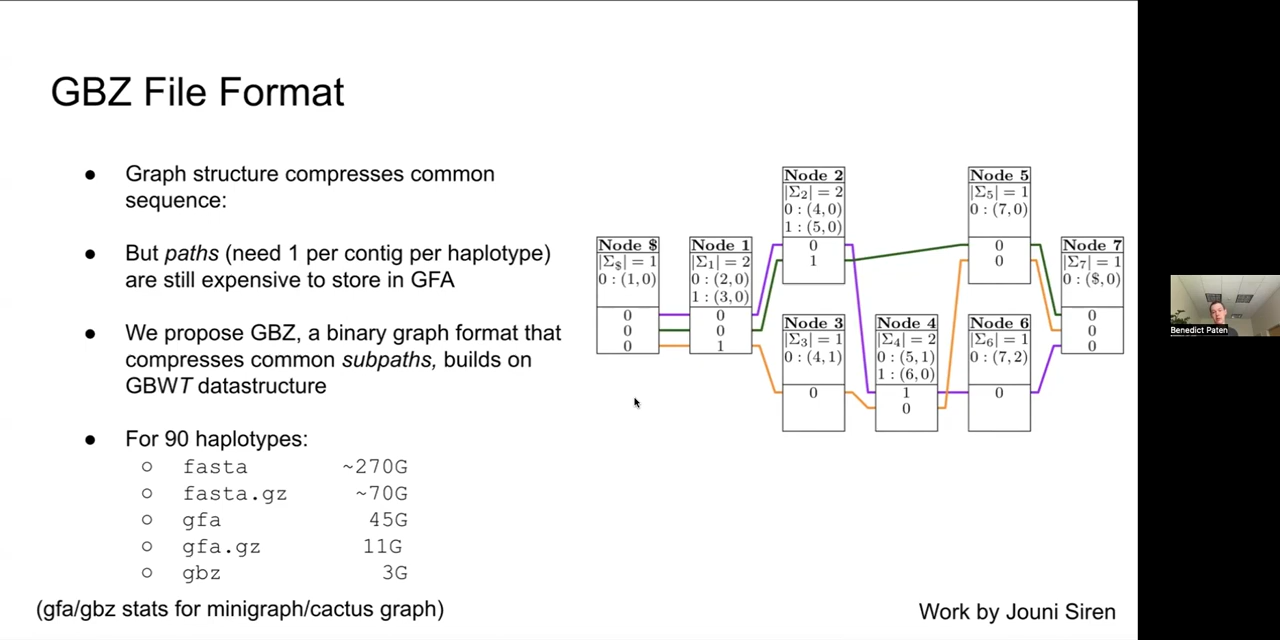 GBZ File Format
● Graph structure compresses common
sequence:
● But paths (need 1 per contig per haplotype)
are still expensive to store in GFA
● We propose GBZ, a binary graph format that
compresses common subpaths, builds on
GBWT datastructure
● For 90 haplotypes:
○ fasta ~270G
○ fasta.gz ~70G
○ gfa 45G
○ gfa.gz 11G
○ gbz 3G
(gfa/gbz stats for minigraph/cactus graph)
Node $
|Σ$| = 1
0 : (1, 0)
0
0
0
Node 1
|Σ1| = 2
0 : (2, 0)
1 : (3, 0)
0
0
1
Node 2
|Σ2| = 2
0 : (4, 0)
1 : (5, 0)
0
1
Node 3
|Σ3| = 1
0 : (4, 1)
0
Node 4
|Σ4| = 2
0 : (5, 1)
1 : (6, 0)
1
0
Node 5
|Σ5| = 1
0 : (7, 0)
0
0
Node 6
|Σ6| = 1
0 : (7, 2)
0
Node 7
|Σ7| = 1
0 : ($, 0)
0
0
0
Work by Jouni Siren
Benedict Paten